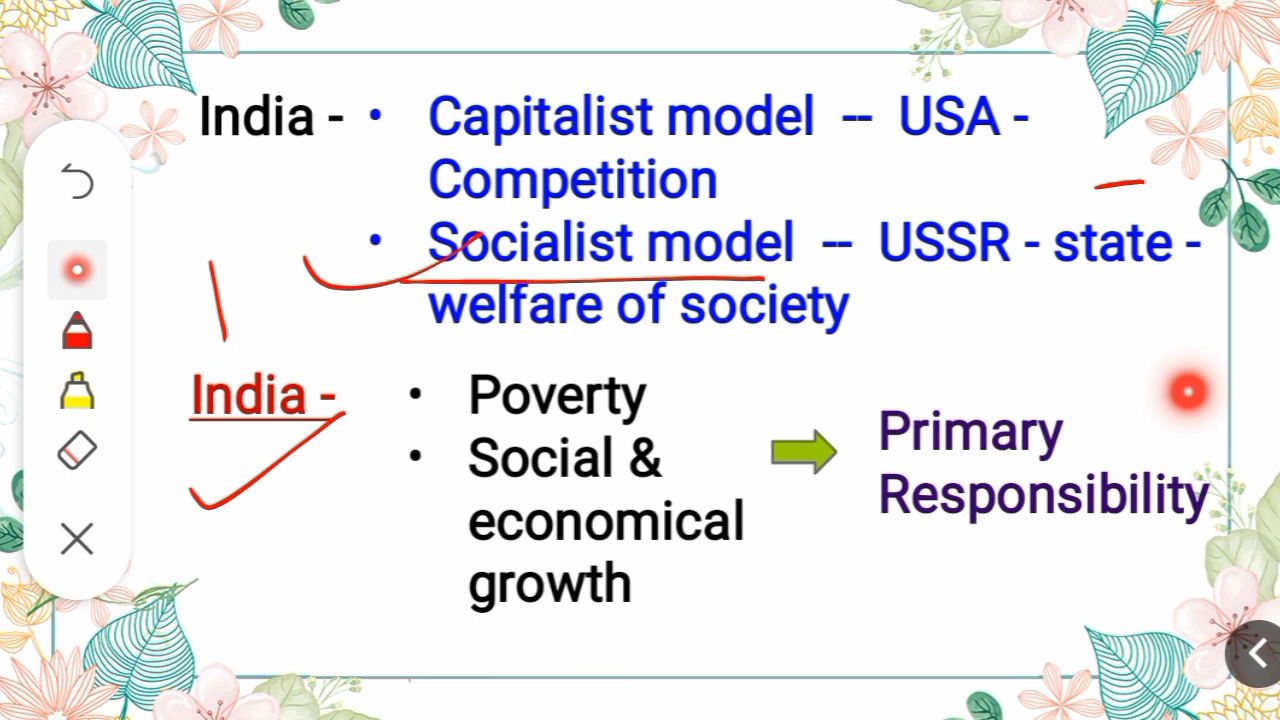 India - • Capitalist model -- USA -
Competition
• Socialist model -- USSR - state -
welfare of society
India - • Poverty
• Social &
economical
growth
Primary
Responsibility